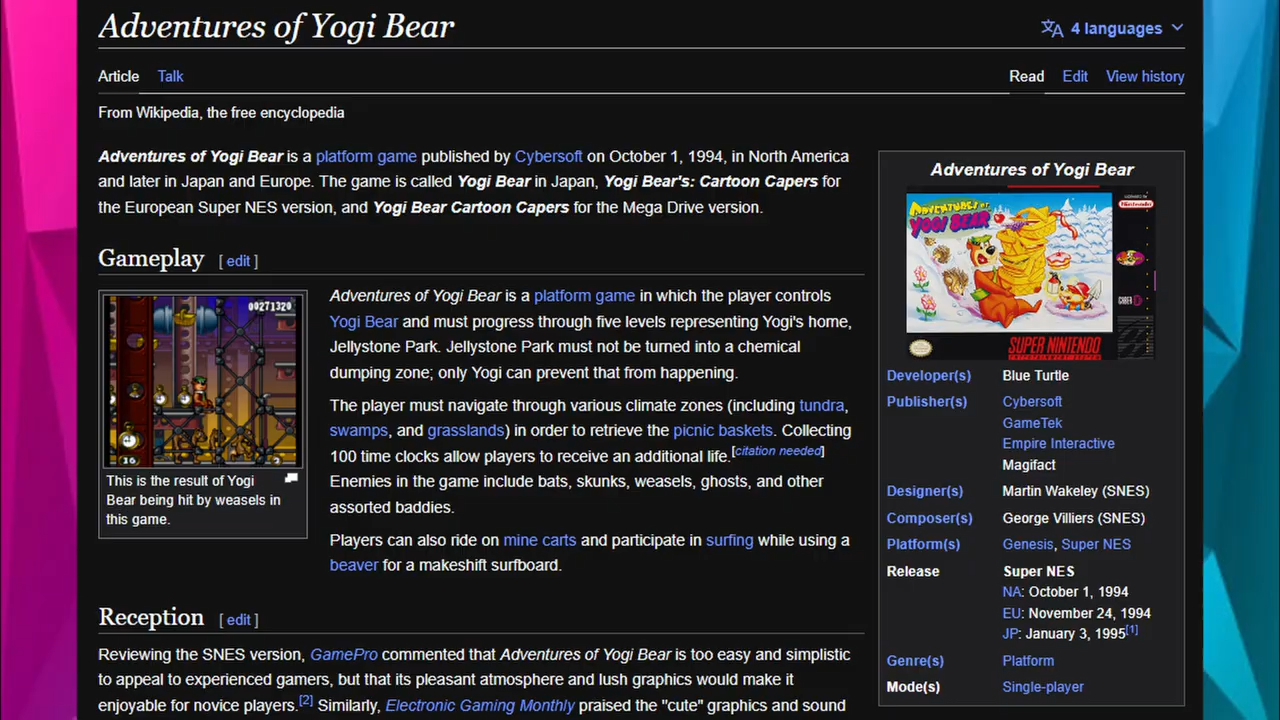 Adventures of Yogi Bear
4 languages
Article Talk
Read Edit View history
From Wikipedia, the free encyclopedia
Adventures of Yogi Bear is a platform game published by Cybersoft on October 1, 1994, in North America
and later in Japan and Europe. The game is called Yogi Bear in Japan, Yogi Bear's: Cartoon Capers for
the European Super NES version, and Yogi Bear Cartoon Capers for the Mega Drive version.
Gameplay [ edit ]
00271320
16
This is the result of Yogi
Bear being hit by weasels in
this game.
Adventures of Yogi Bear is a platform game in which the player controls
Yogi Bear and must progress through five levels representing Yogi's home,
Jellystone Park. Jellystone Park must not be turned into a chemical
dumping zone; only Yogi can prevent that from happening.
The player must navigate through various climate zones (including tundra,
swamps, and grasslands) in order to retrieve the picnic baskets. Collecting
100 time clocks allow players to receive an additional life.[citation needed]
Enemies in the game include bats, skunks, weasels, ghosts, and other
assorted baddies.
Players can also ride on mine carts and participate in surfing while using a
beaver for a makeshift surfboard.
Reception [ edit ]
Reviewing the SNES version, GamePro commented that Adventures of Yogi Bear is too easy and simplistic
to appeal to experienced gamers, but that its pleasant atmosphere and lush graphics would make it
enjoyable for novice players.[2] Similarly, Electronic Gaming Monthly praised the "cute" graphics and sound
Adventures of Yogi Bear
ADVENTURES OF
YOGI BEAR
Nintendo
SUPER NINTENDO
ENTERTAINMENT SYSTEM
Developer(s) Blue Turtle
Publisher(s) Cybersoft
GameTek
Empire Interactive
Magifact
Designer(s) Martin Wakeley (SNES)
Composer(s) George Villiers (SNES)
Platform(s) Genesis, Super NES
Release Super NES
NA: October 1, 1994
EU: November 24, 1994
JP: January 3, 1995[1]
Genre(s) Platform
Mode(s) Single-player